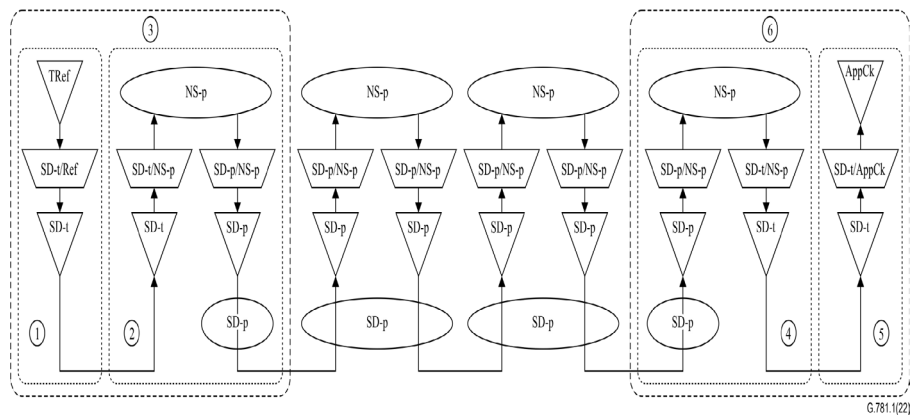 ③ ⑥
TRef NS-p NS-p NS-p NS-p AppCk
SD-t/Ref SD-t/NS-p SD-p/NS-p SD-p/NS-p SD-p/NS-p SD-p/NS-p SD-p/NS-p SD-p/NS-p SD-t/NS-p SD-t/AppCk
SD-t SD-t SD-p SD-p SD-p SD-p SD-p SD-p SD-t SD-t
① ② SD-p SD-p SD-p SD-p ④ ⑤
G.781.1(22)